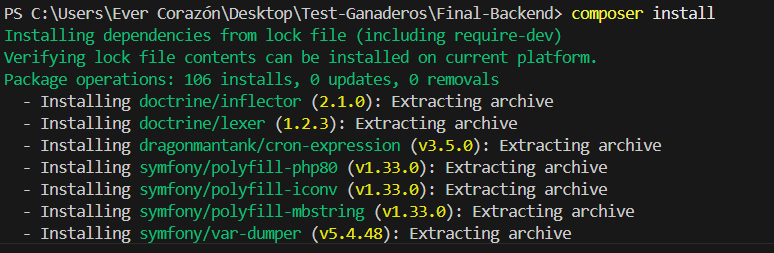 PS C:\Users\Ever Corazón\Desktop\Test-Ganaderos\Final-Backend> composer install
Installing dependencies from lock file (including require-dev)
Verifying lock file contents can be installed on current platform.
Package operations: 106 installs, 0 updates, 0 removals
  - Installing doctrine/inflector (2.1.0): Extracting archive
  - Installing doctrine/lexer (1.2.3): Extracting archive
  - Installing dragonmantank/cron-expression (v3.5.0): Extracting archive
  - Installing symfony/polyfill-php80 (v1.33.0): Extracting archive
  - Installing symfony/polyfill-iconv (v1.33.0): Extracting archive
  - Installing symfony/polyfill-mbstring (v1.33.0): Extracting archive
  - Installing symfony/var-dumper (v5.4.48): Extracting archive